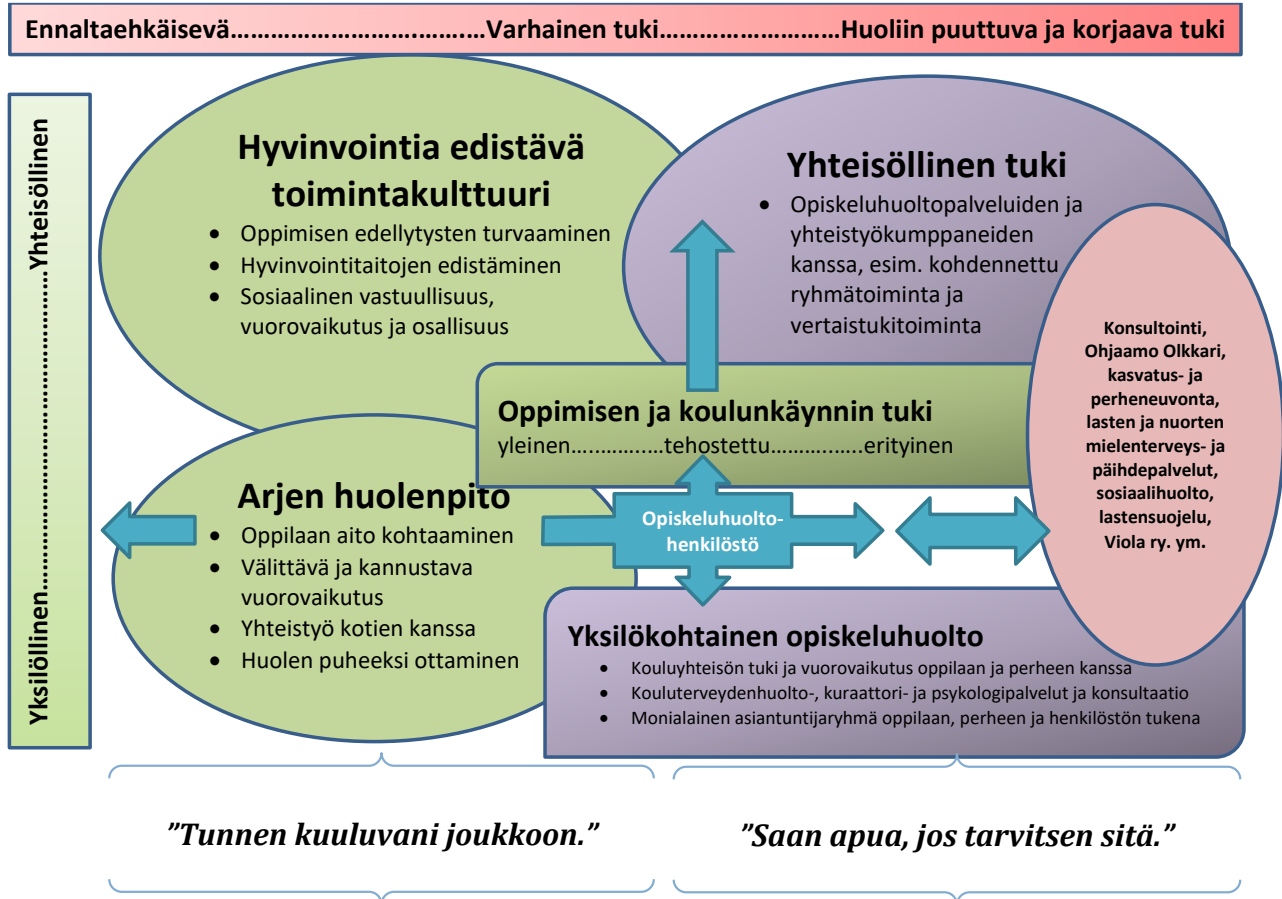 Ennaltaehkäisevä…………………….………Varhainen tuki………………………Huoliin puuttuva ja korjaava tuki
Yksilöllinen……………………………………………Yhteisöllinen
Hyvinvointia edistävä
toimintakulttuuri
• Oppimisen edellytysten turvaaminen
• Hyvinvointitaitojen edistäminen
• Sosiaalinen vastuullisuus,
vuorovaikutus ja osallisuus
Yhteisöllinen tuki
• Opiskeluhuoltopalveluiden ja
yhteistyökumppaneiden
kanssa, esim. kohdennettu
ryhmätoiminta ja
vertaistukitoiminta
Konsultointi,
Ohjaamo Olkkari,
kasvatus- ja
perheneuvonta,
lasten ja nuorten
mielenterveys- ja
päihdepalvelut,
sosiaalihuolto,
lastensuojelu,
Viola ry. ym.
Oppimisen ja koulunkäynnin tuki
yleinen…..……..…tehostettu………..…..erityinen
Arjen huolenpito
• Oppilaan aito kohtaaminen
• Välittävä ja kannustava
vuorovaikutus
• Yhteistyö kotien kanssa
• Huolen puheeksi ottaminen
Opiskeluhuolto-
henkilöstö
Yksilökohtainen opiskeluhuolto
• Kouluyhteisön tuki ja vuorovaikutus oppilaan ja perheen kanssa
• Kouluterveydenhuolto-, kuraattori- ja psykologipalvelut ja konsultaatio
• Monialainen asiantuntijaryhmä oppilaan, perheen ja henkilöstön tukena
”Tunnen kuuluvani joukkoon.”
”Saan apua, jos tarvitsen sitä.”